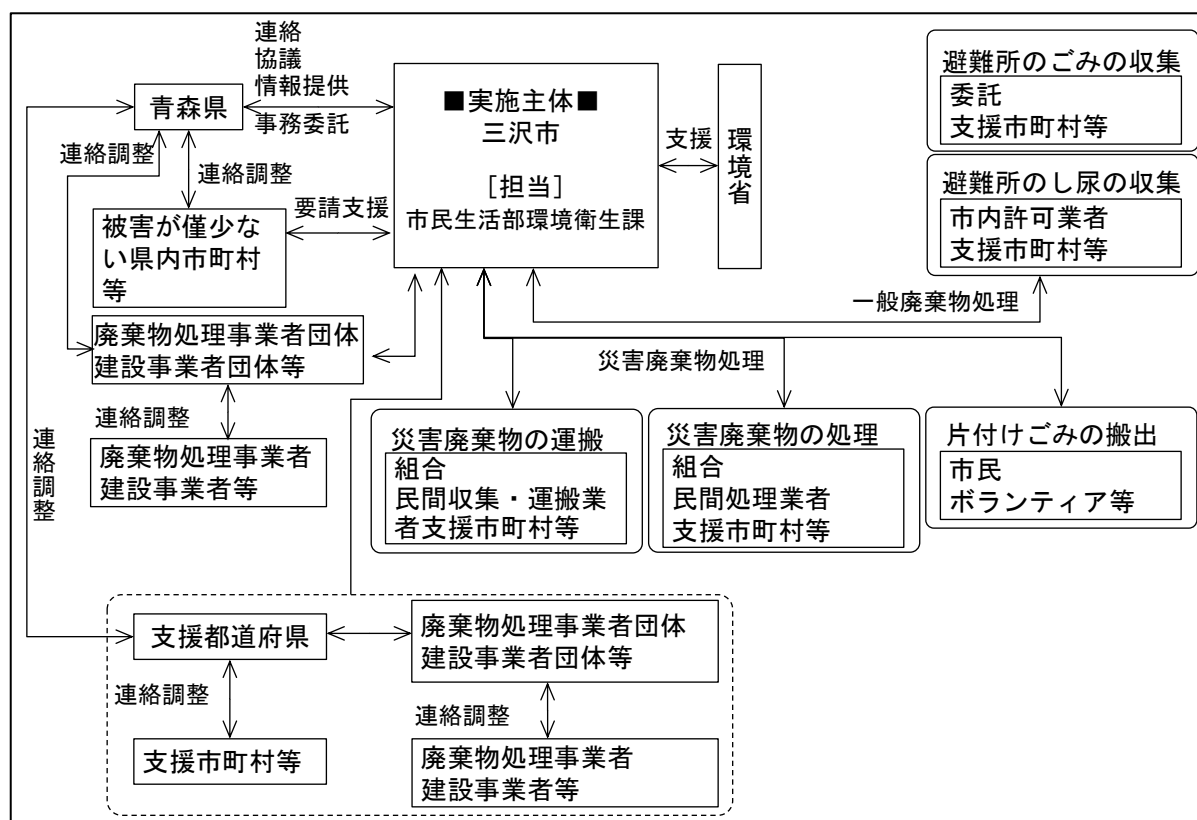 連絡
協議
情報提供
事務委託
青森県
■実施主体■
三沢市
[担当]
市民生活部環境衛生課
支援
環境省
避難所のごみの収集
委託
支援市町村等
避難所のし尿の収集
市内許可業者
支援市町村等
連絡調整
連絡調整
要請支援
被害が僅少な
い県内市町村
等
一般廃棄物処理
廃棄物処理事業者団体
建設事業者団体等
災害廃棄物処理
連絡調整
廃棄物処理事業者
建設事業者等
連絡調整
災害廃棄物の運搬
組合
民間収集・運搬業
者支援市町村等
災害廃棄物の処理
組合
民間処理業者
支援市町村等
片付けごみの搬出
市民
ボランティア等
支援都道府県
廃棄物処理事業者団体
建設事業者団体等
連絡調整
連絡調整
支援市町村等
廃棄物処理事業者
建設事業者等